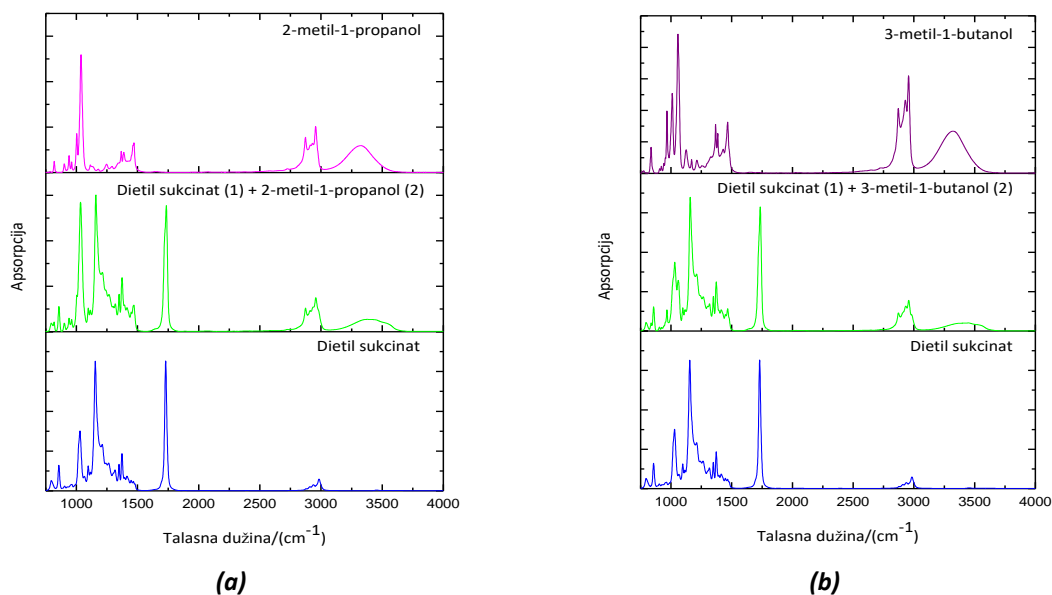 2-metil-1-propanol
Dietil sukcinat (1) + 2-metil-1-propanol (2)
Dietil sukcinat
Apsorpcija
1000 1500 2000 2500 3000 3500 4000
Talasna dužina/(cm⁻¹)
(a)
3-metil-1-butanol
Dietil sukcinat (1) + 3-metil-1-butanol (2)
Dietil sukcinat
Apsorpcija
1000 1500 2000 2500 3000 3500 4000
Talasna dužina/(cm⁻¹)
(b)